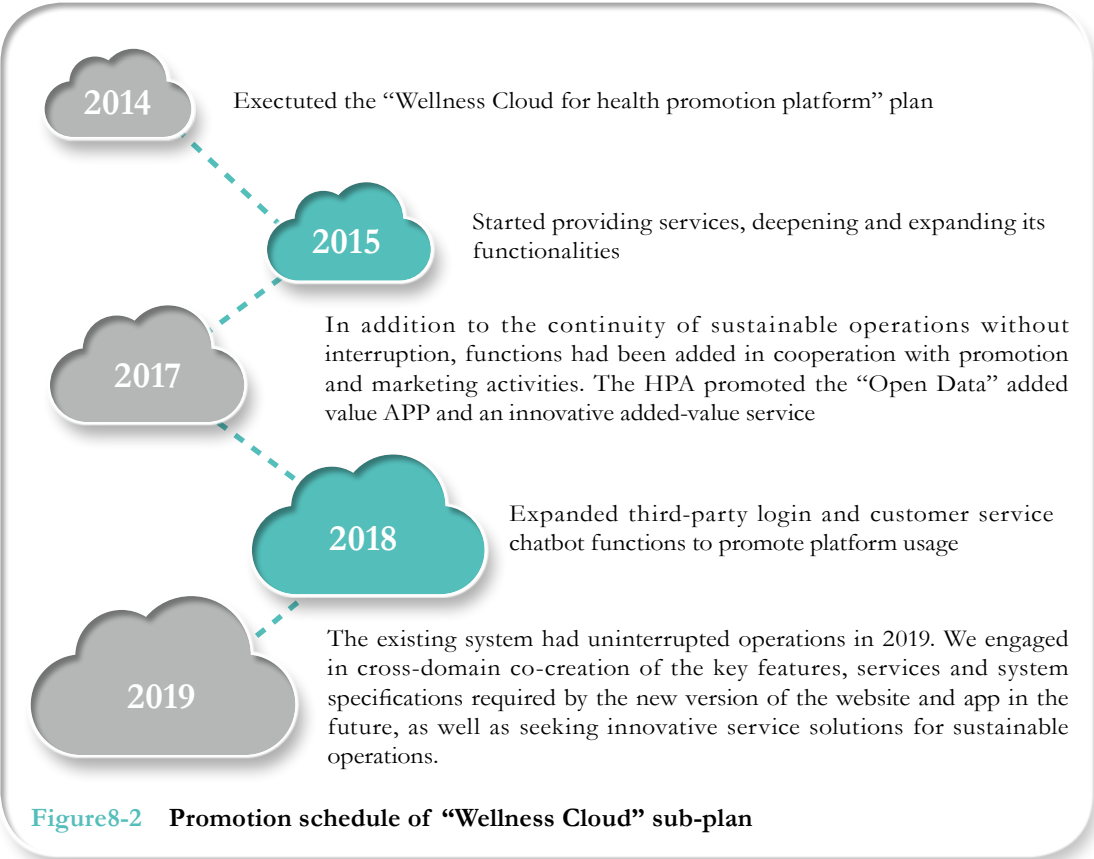 2014
Exectuted the “Wellness Cloud for health promotion platform” plan
2015
Started providing services, deepening and expanding its
functionalities
2017
In addition to the continuity of sustainable operations without
interruption, functions had been added in cooperation with promotion
and marketing activities. The HPA promoted the “Open Data” added
value APP and an innovative added-value service
2018
Expanded third-party login and customer service
chatbot functions to promote platform usage
2019
The existing system had uninterrupted operations in 2019. We engaged
in cross-domain co-creation of the key features, services and system
specifications required by the new version of the website and app in the
future, as well as seeking innovative service solutions for sustainable
operations.
Figure8-2 Promotion schedule of “Wellness Cloud” sub-plan